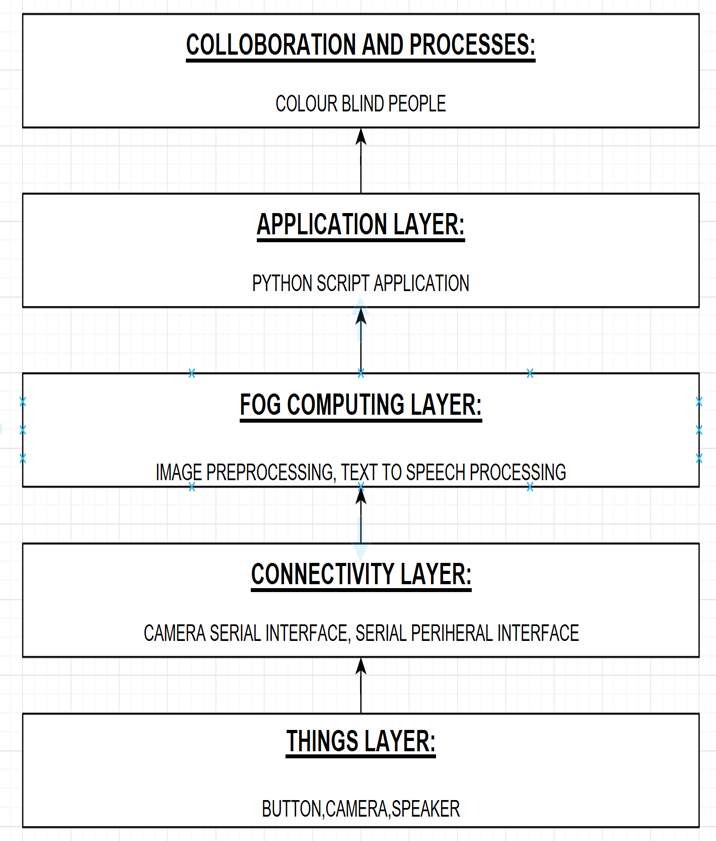 COLLOBORATION AND PROCESSES:
COLOUR BLIND PEOPLE
APPLICATION LAYER:
PYTHON SCRIPT APPLICATION
FOG COMPUTING LAYER:
IMAGE PREPROCESSING, TEXT TO SPEECH PROCESSING
CONNECTIVITY LAYER:
CAMERA SERIAL INTERFACE, SERIAL PERIHERAL INTERFACE
THINGS LAYER:
BUTTON,CAMERA,SPEAKER